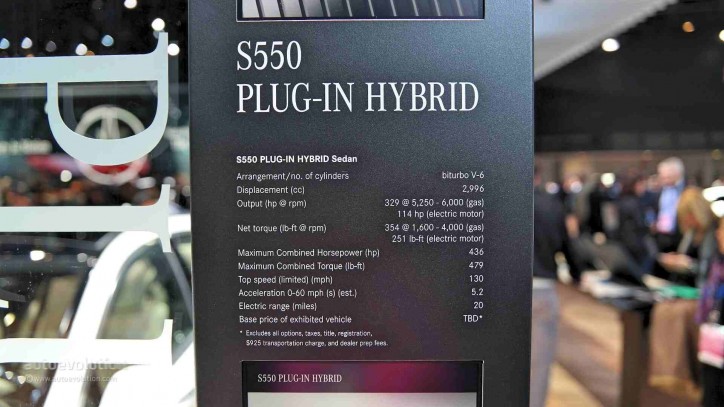 S550
PLUG-IN HYBRID
S550 PLUG-IN HYBRID Sedan
Arrangement/no. of cylinders biturbo V-6
Displacement (cc) 2,996
Output (hp @ rpm) 329 @ 5,250 - 6,000 (gas)
114 hp (electric motor)
Net torque (lb-ft @ rpm) 354 @ 1,600 - 4,000 (gas)
251 lb-ft (electric motor)
Maximum Combined Horsepower (hp) 436
Maximum Combined Torque (lb-ft) 479
Top speed (limited) (mph) 130
Acceleration 0-60 mph (s) (est.) 5.2
Electric range (miles) 20
Base price of exhibited vehicle TBD*
* Excludes all options, taxes, title, registration,
$925 transportation charge, and dealer prep fees.
S550 PLUG-IN HYBRID
autoevolution
www.autoevolution.com